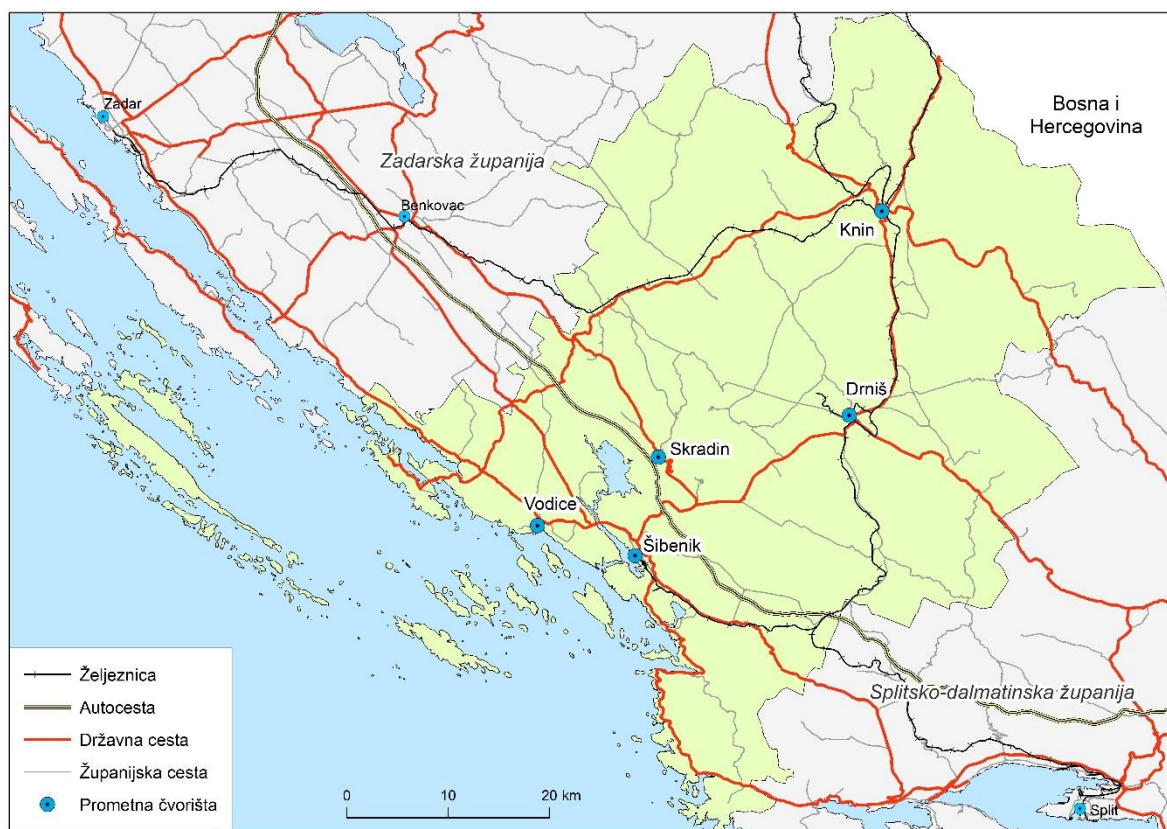 Zadar
Bosna i
Hercegovina
Zadarska županija
Benkovac
Knin
Drniš
Skradin
Vodice
Šibenik
Željeznica
Autocesta
Državna cesta
Županijska cesta
Prometna čvorišta
0 10 20 km
Splitsko-dalmatinska županija
Split